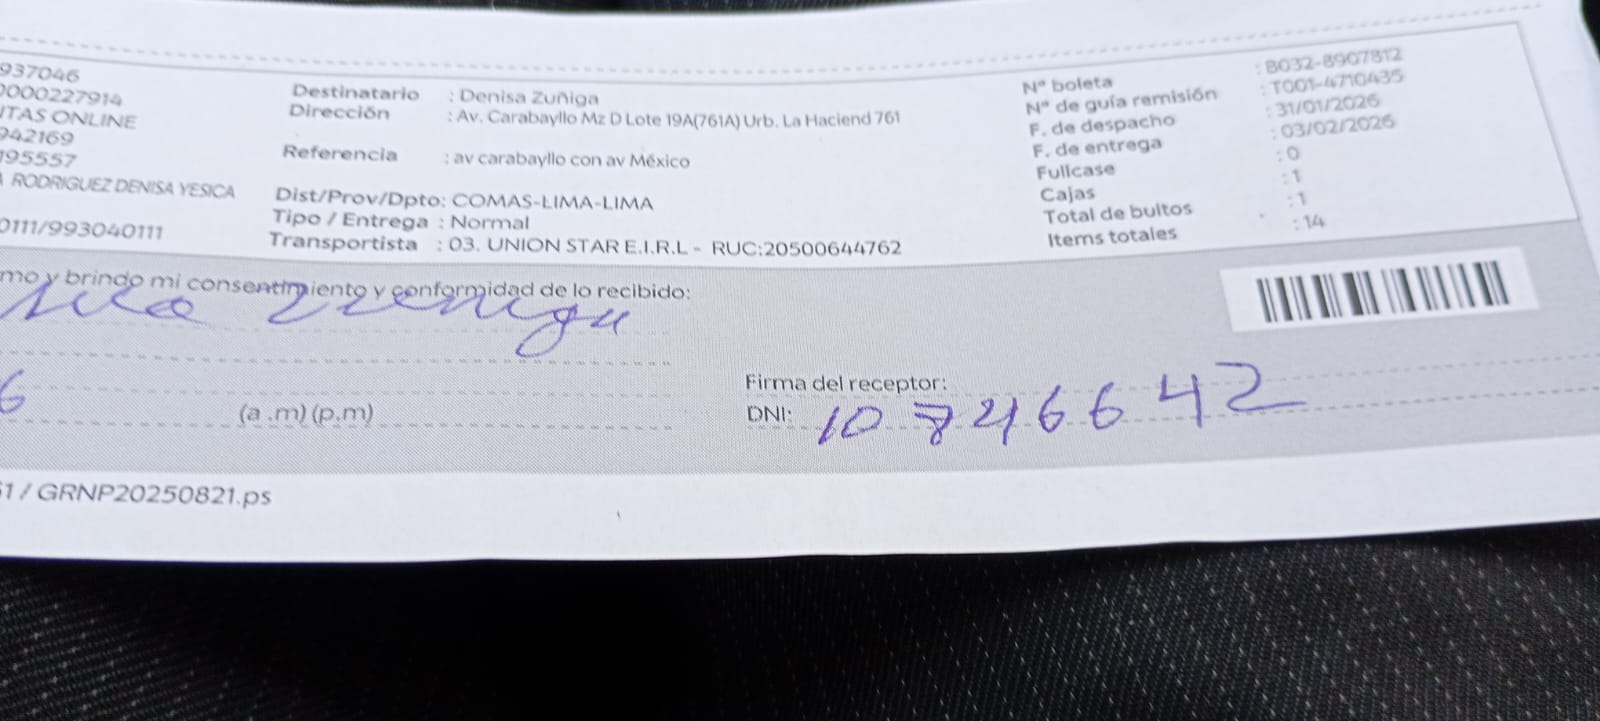 937046
0000227914
ITAS ONLINE
942169
195557
RODRIGUEZ DENISA YESICA
0111/993040111
Destinatario : Denisa Zuñiga
Dirección : Av. Carabayllo Mz D Lote 19A(761A) Urb. La Haciend 761
Referencia : av carabayllo con av México
Dist/Prov/Dpto: COMAS-LIMA-LIMA
Tipo / Entrega : Normal
Transportista : 03. UNION STAR E.I.R.L - RUC:20500644762
Nº boleta : B032-8907812
Nº de guía remisión : T001-4710435
F. de despacho : 31/01/2026
F. de entrega : 03/02/2026
Fullcase : 0
Cajas : 1
Total de bultos : 1
Items totales : 14
mo y brindo mi consentimiento y conformidad de lo recibido:
Zuniga
6 (a .m) (p.m)
Firma del receptor:
DNI: 10746642
51 / GRNP20250821.ps